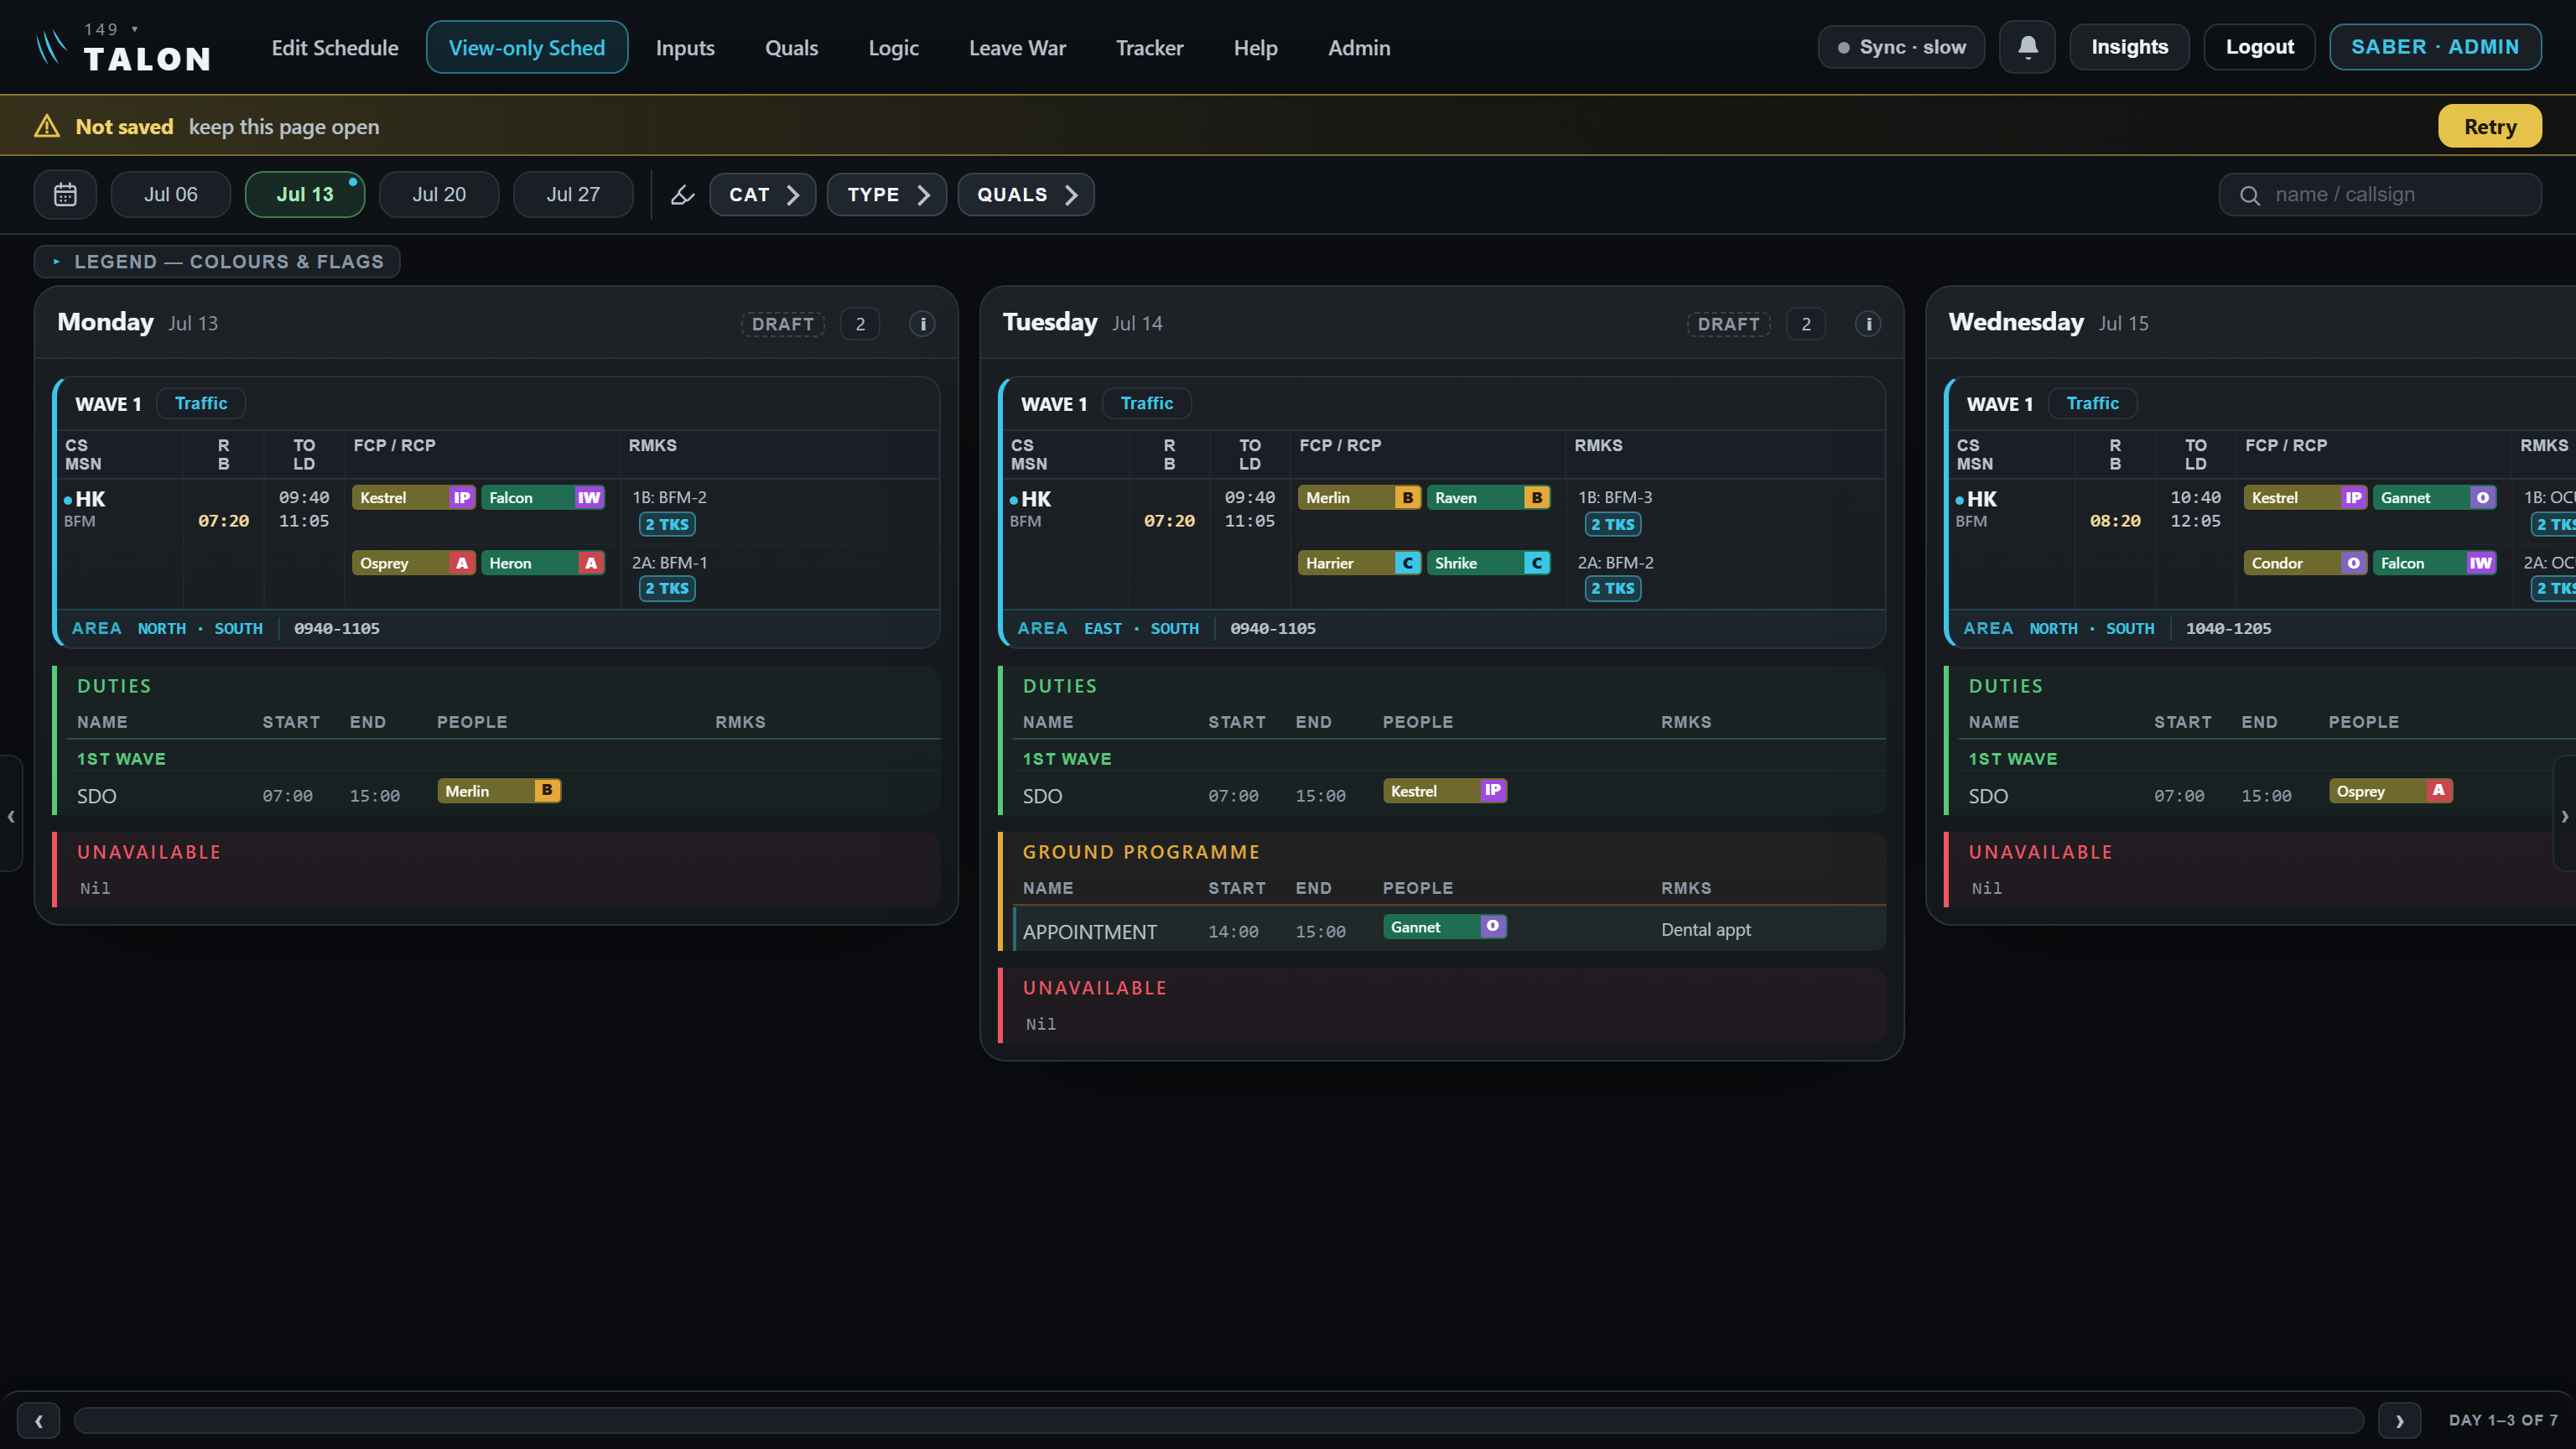 149 ▾
TALON
Edit Schedule View-only Sched Inputs Quals Logic Leave War Tracker Help Admin
Sync · slow Insights Logout SABER · ADMIN
Not saved keep this page open Retry
Jul 06 Jul 13 Jul 20 Jul 27 CAT TYPE QUALS name / callsign
LEGEND — COLOURS & FLAGS
Monday Jul 13 DRAFT 2 i
WAVE 1 Traffic
CS R TO FCP / RCP RMKS
MSN B LD
HK 09:40 Kestrel IP Falcon IW 1B: BFM-2
BFM 07:20 11:05 2 TKS
Osprey A Heron A 2A: BFM-1
2 TKS
AREA NORTH · SOUTH 0940-1105
DUTIES
NAME START END PEOPLE RMKS
1ST WAVE
SDO 07:00 15:00 Merlin B
UNAVAILABLE
Nil
Tuesday Jul 14 DRAFT 2 i
WAVE 1 Traffic
CS R TO FCP / RCP RMKS
MSN B LD
HK 09:40 Merlin B Raven B 1B: BFM-3
BFM 07:20 11:05 2 TKS
Harrier C Shrike C 2A: BFM-2
2 TKS
AREA EAST · SOUTH 0940-1105
DUTIES
NAME START END PEOPLE RMKS
1ST WAVE
SDO 07:00 15:00 Kestrel IP
GROUND PROGRAMME
NAME START END PEOPLE RMKS
APPOINTMENT 14:00 15:00 Gannet O Dental appt
UNAVAILABLE
Nil
Wednesday Jul 15
WAVE 1 Traffic
CS R TO FCP / RCP RMKS
MSN B LD
HK 10:40 Kestrel IP Gannet O 1B:
BFM 08:20 12:05 2
Condor O Falcon IW 2A:
2
AREA NORTH · SOUTH 1040-1205
DUTIES
NAME START END PEOPLE
1ST WAVE
SDO 07:00 15:00 Osprey A
UNAVAILABLE
Nil
DAY 1–3 OF 7